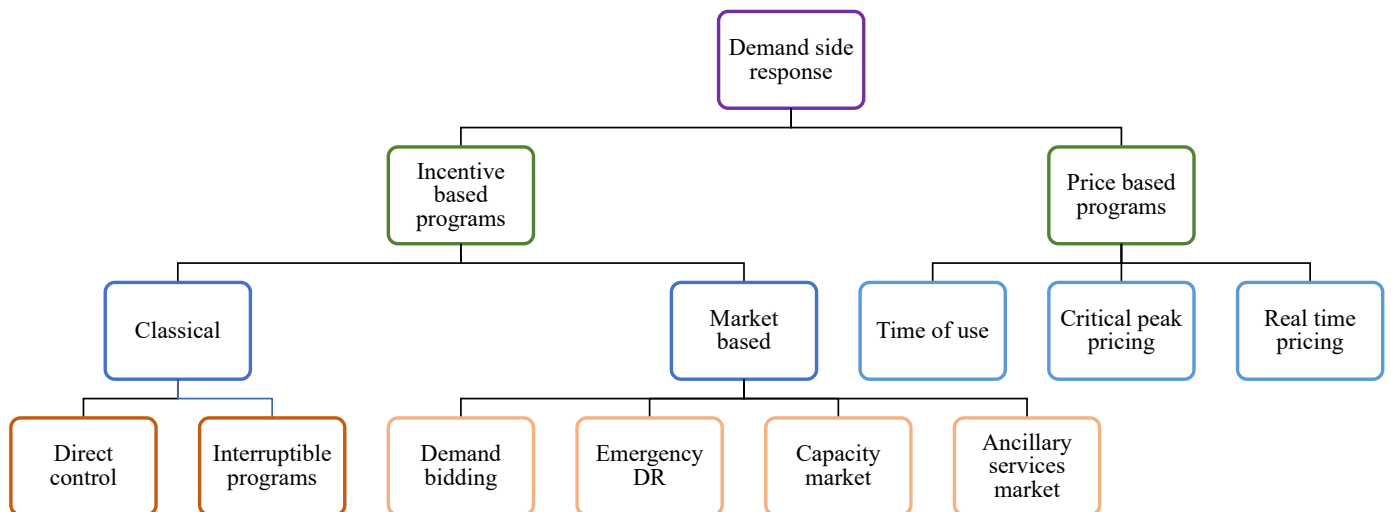 Demand side
response
Incentive
based
programs
Price based
programs
Classical
Market
based
Time of use
Critical peak
pricing
Real time
pricing
Direct
control
Interruptible
programs
Demand
bidding
Emergency
DR
Capacity
market
Ancillary
services
market